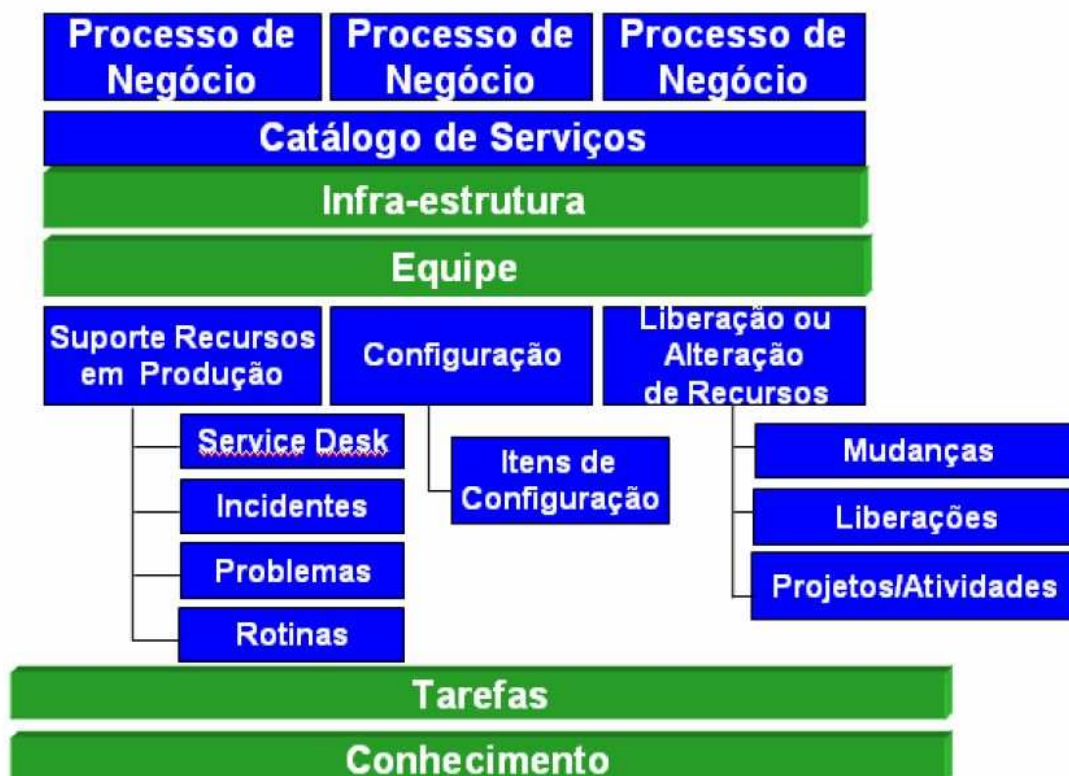 Processo de
Negócio
Processo de
Negócio
Processo de
Negócio
Catálogo de Serviços
Infra-estrutura
Equipe
Suporte Recursos
em Produção
Configuração
Liberação ou
Alteração
de Recursos
Service Desk
Incidentes
Problemas
Rotinas
Itens de
Configuração
Mudanças
Liberações
Projetos/Atividades
Tarefas
Conhecimento